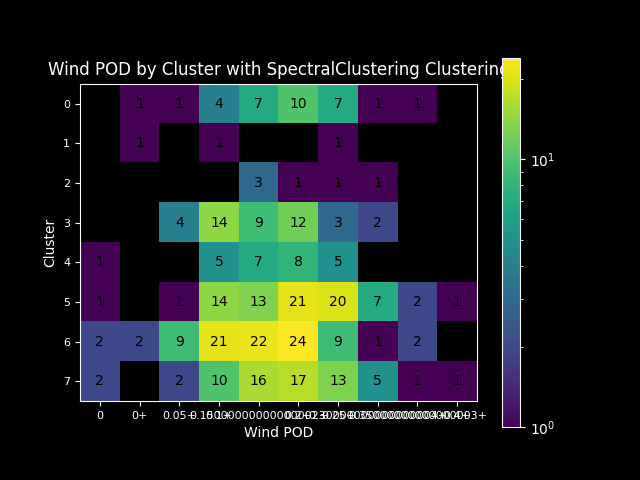 Wind POD by Cluster with SpectralClustering Clustering
0 1 1 4 7 10 7 1 1
1 1 1 1
2 3 1 1 1
3 4 14 9 12 3 2
4 1 5 7 8 5
5 1 1 14 13 21 20 7 2 1
6 2 2 9 21 22 24 9 1 2
7 2 2 10 16 17 13 5 1 1
Cluster
0 0+ 0.05+
Wind POD
10¹
10⁰